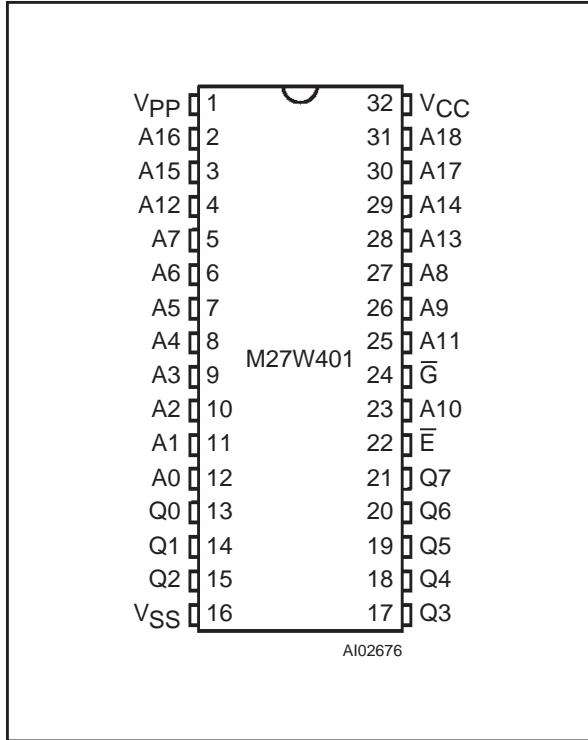 VPP 1 32 VCC
A16 2 31 A18
A15 3 30 A17
A12 4 29 A14
A7 5 28 A13
A6 6 27 A8
A5 7 26 A9
A4 8 25 A11
M27W401
A3 9 24 G̅
A2 10 23 A10
A1 11 22 E̅
A0 12 21 Q7
Q0 13 20 Q6
Q1 14 19 Q5
Q2 15 18 Q4
VSS 16 17 Q3
AI02676